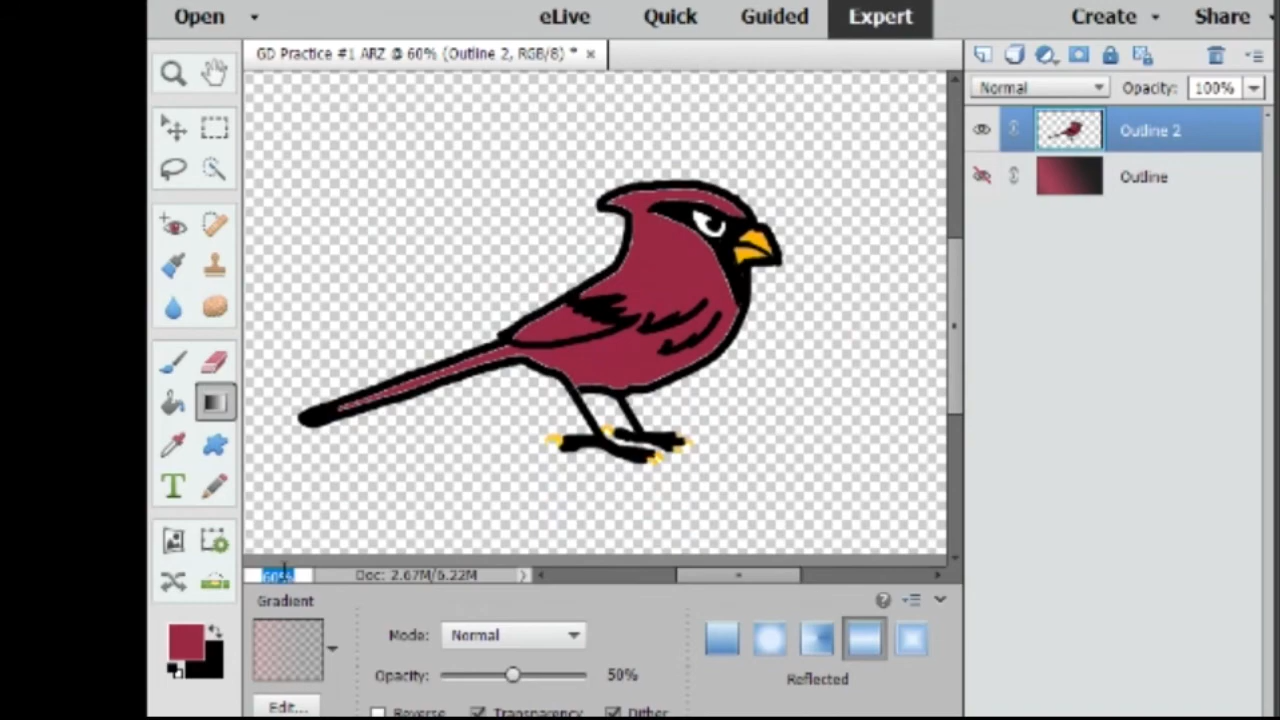 Open eLive Quick Guided Expert Create Share
GD Practice #1 ARZ @ 60% (Outline 2, RGB/8) * ×
Normal Opacity: 100%
Outline 2
Outline
T
60% Doc: 2.67M/6.22M
Gradient
Mode: Normal
Opacity: 50%
Reflected
Edit... Reverse Transparency Dither